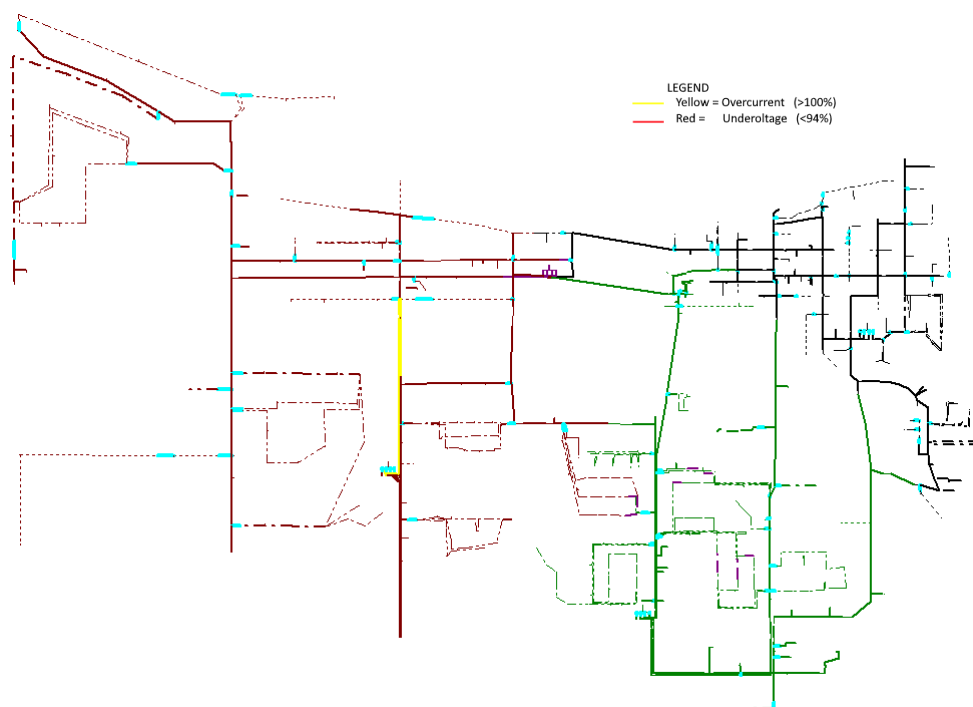 LEGEND
Yellow = Overcurrent (>100%)
Red = Underoltage (<94%)